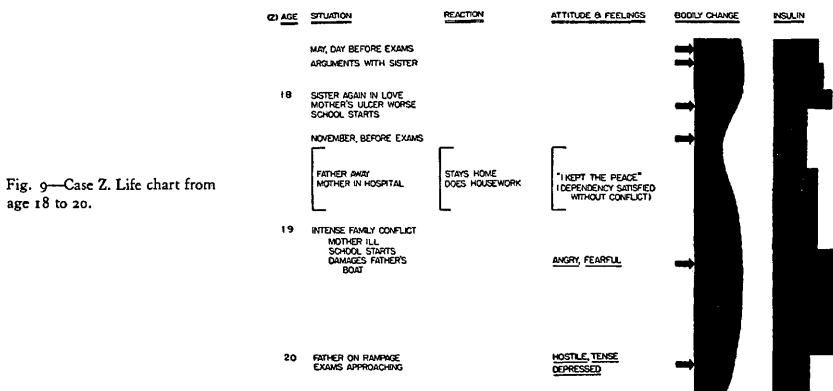 (Z) AGE SITUATION REACTION ATTITUDE & FEELINGS BODILY CHANGE INSULIN
MAY, DAY BEFORE EXAMS
ARGUMENTS WITH SISTER
18 SISTER AGAIN IN LOVE
MOTHER'S ULCER WORSE
SCHOOL STARTS
NOVEMBER, BEFORE EXAMS
FATHER AWAY STAYS HOME "I KEPT THE PEACE"
MOTHER IN HOSPITAL DOES HOUSEWORK (DEPENDENCY SATISFIED
WITHOUT CONFLICT)
Fig. 9—Case Z. Life chart from
age 18 to 20.
19 INTENSE FAMILY CONFLICT
MOTHER ILL
SCHOOL STARTS
DAMAGES FATHER'S ANGRY, FEARFUL
BOAT
20 FATHER ON RAMPAGE HOSTILE, TENSE
EXAMS APPROACHING DEPRESSED